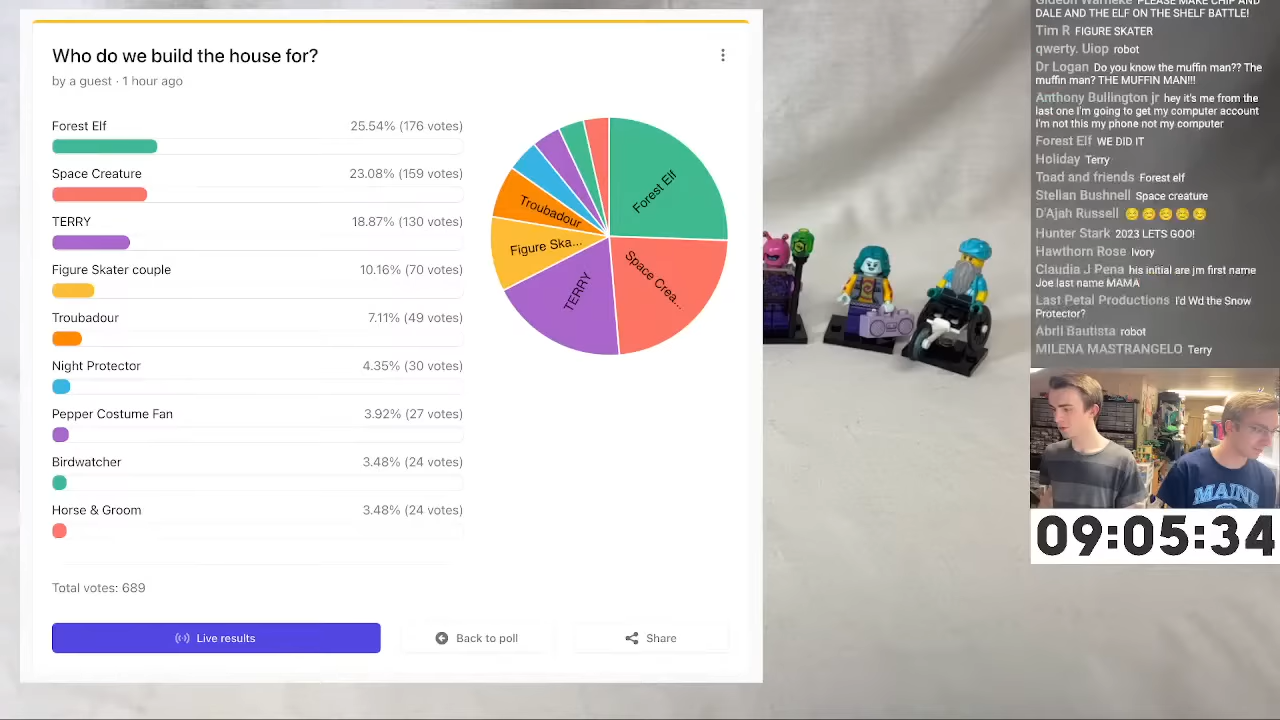 Who do we build the house for?
by a guest · 1 hour ago
Forest Elf 25.54% (176 votes)
Space Creature 23.08% (159 votes)
TERRY 18.87% (130 votes)
Figure Skater couple 10.16% (70 votes)
Troubadour 7.11% (49 votes)
Night Protector 4.35% (30 votes)
Pepper Costume Fan 3.92% (27 votes)
Birdwatcher 3.48% (24 votes)
Horse & Groom 3.48% (24 votes)
Total votes: 689
Live results
Back to poll
Share
Forest Elf
Space Crea...
TERRY
Figure Ska...
Troubadour
Gideon Warneke PLEASE MAKE CHIP AND
DALE AND THE ELF ON THE SHELF BATTLE!
Tim R FIGURE SKATER
qwerty. Uiop robot
Dr Logan Do you know the muffin man?? The
muffin man? THE MUFFIN MAN!!!
Anthony Bullington jr hey it's me from the
last one I'm going to get my computer account
I'm not this my phone not my computer
Forest Elf WE DID IT
Holiday Terry
Toad and friends Forest elf
Stelian Bushnell Space creature
D'Ajah Russell 😊😊😊😊😊
Hunter Stark 2023 LETS GOO!
Hawthorn Rose Ivory
Claudia J Pena his initial are jm first name
Joe last name MAMA
Last Petal Productions I'd Wd the Snow
Protector?
Abril Bautista robot
MILENA MASTRANGELO Terry
MAINE
09:05:34